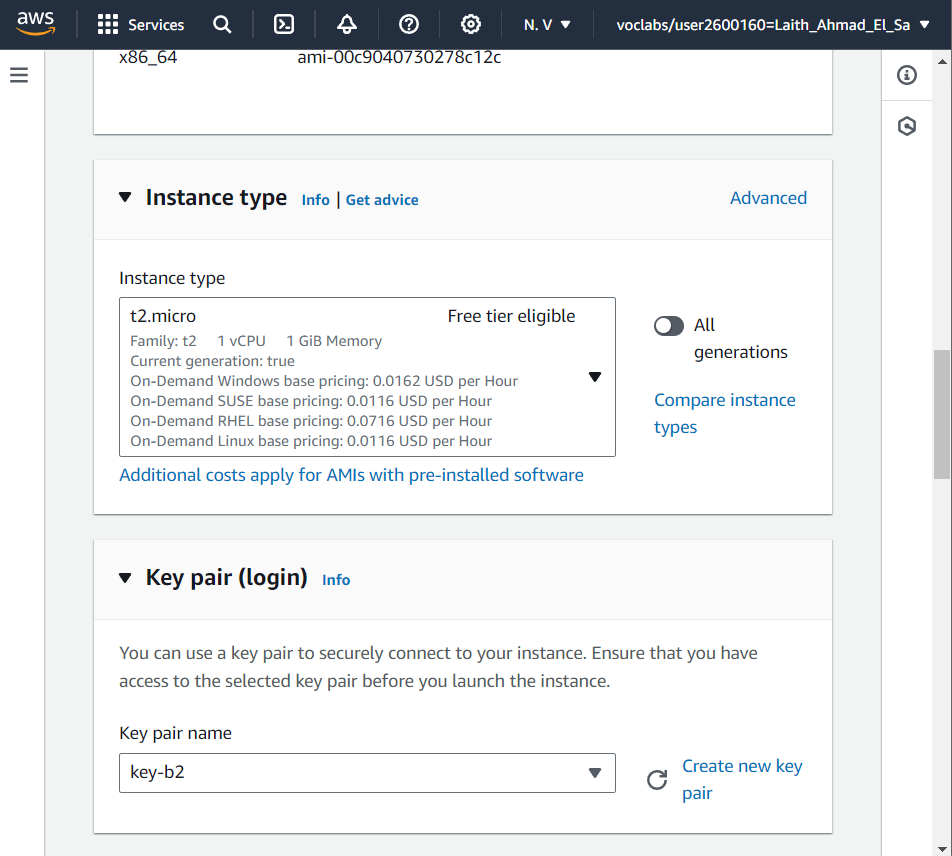 aws
Services
N. V
voclabs/user2600160=Laith_Ahmad_El_Sa
x86_64
ami-00c9040730278c12c
Instance type
Info | Get advice
Advanced
Instance type
t2.micro
Free tier eligible
Family: t2 1 vCPU 1 GiB Memory
Current generation: true
On-Demand Windows base pricing: 0.0162 USD per Hour
On-Demand SUSE base pricing: 0.0116 USD per Hour
On-Demand RHEL base pricing: 0.0716 USD per Hour
On-Demand Linux base pricing: 0.0116 USD per Hour
All
generations
Compare instance
types
Additional costs apply for AMIs with pre-installed software
Key pair (login)
Info
You can use a key pair to securely connect to your instance. Ensure that you have
access to the selected key pair before you launch the instance.
Key pair name
key-b2
Create new key
pair